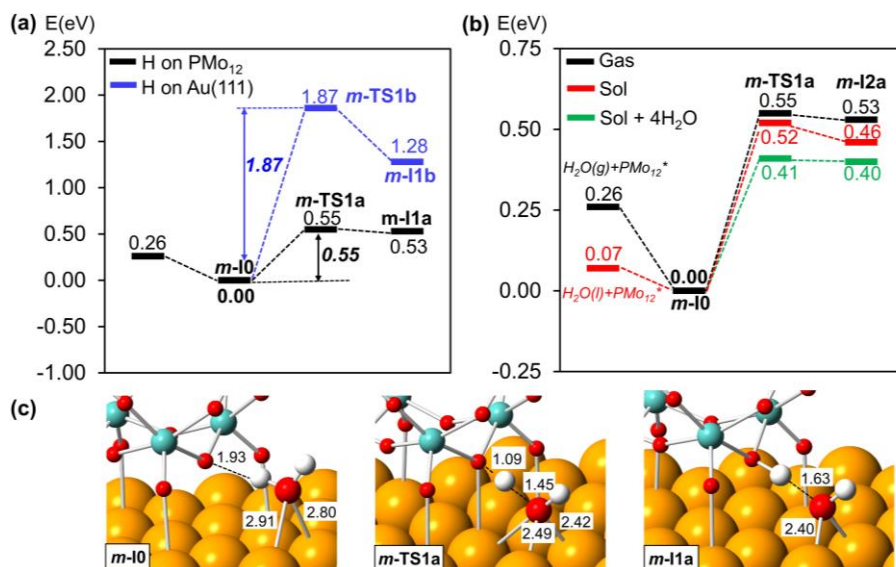 (a)
E(eV)
2.50
2.00
1.50
1.00
0.50
0.00
-0.50
-1.00
H on PMo12
H on Au(111)
1.87
m-TS1b
1.28
m-I1b
1.87
m-TS1a
0.55
m-I1a
0.53
0.26
m-I0
0.00
0.55
(b)
E(eV)
0.75
0.50
0.25
0.00
-0.25
Gas
Sol
Sol + 4H2O
m-TS1a
m-I2a
0.55
0.53
0.52
0.46
0.41
0.40
H2O(g)+PMo12*
0.26
0.07
H2O(l)+PMo12*
0.00
m-I0
(c)
1.93
2.91
2.80
m-I0
1.09
1.45
2.42
2.49
m-TS1a
1.63
2.40
m-I1a